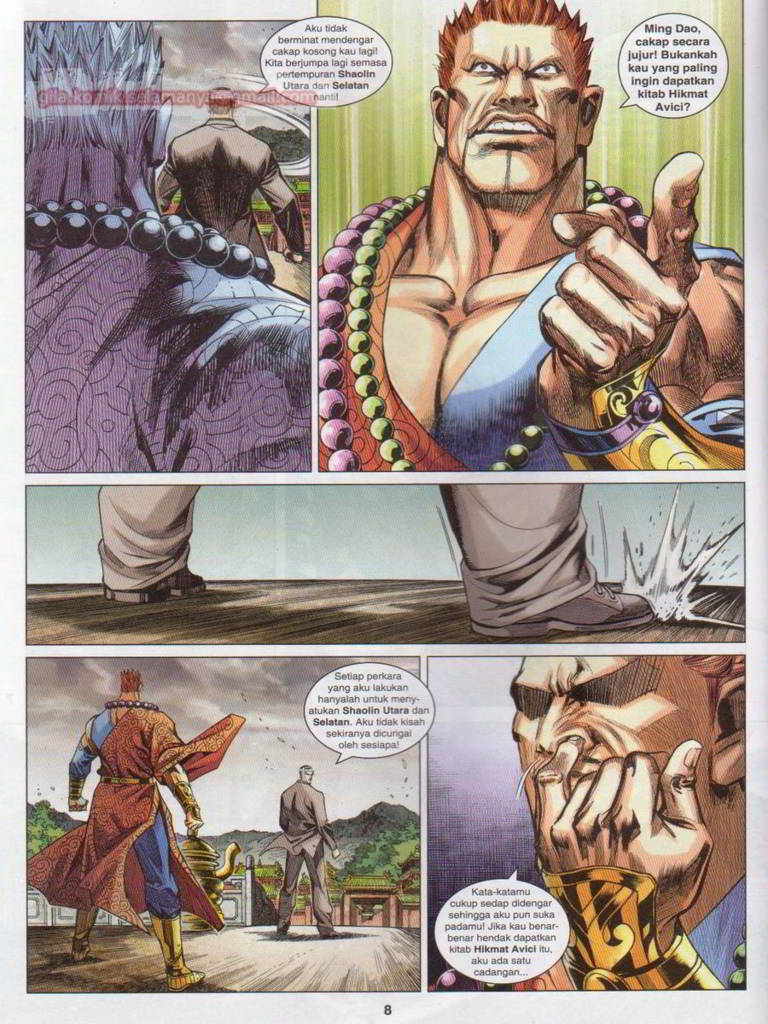 Aku tidak
berminat mendengar
cakap kosong kau lagi!
Kita berjumpa lagi semasa
pertempuran Shaolin
Utara dan Selatan
nanti!
Ming Dao,
cakap secara
jujur! Bukankah
kau yang paling
ingin dapatkan
kitab Hikmat
Avici?
Setiap perkara
yang aku lakukan
hanyalah untuk meny-
atukan Shaolin Utara dan
Selatan. Aku tidak kisah
sekiranya dicurigai
oleh sesiapa!
Kata-katamu
cukup sedap didengar
sehingga aku pun suka
padamu! Jika kau benar-
benar hendak dapatkan
Hikmat Avici itu,
aku ada satu
cadangan...
8